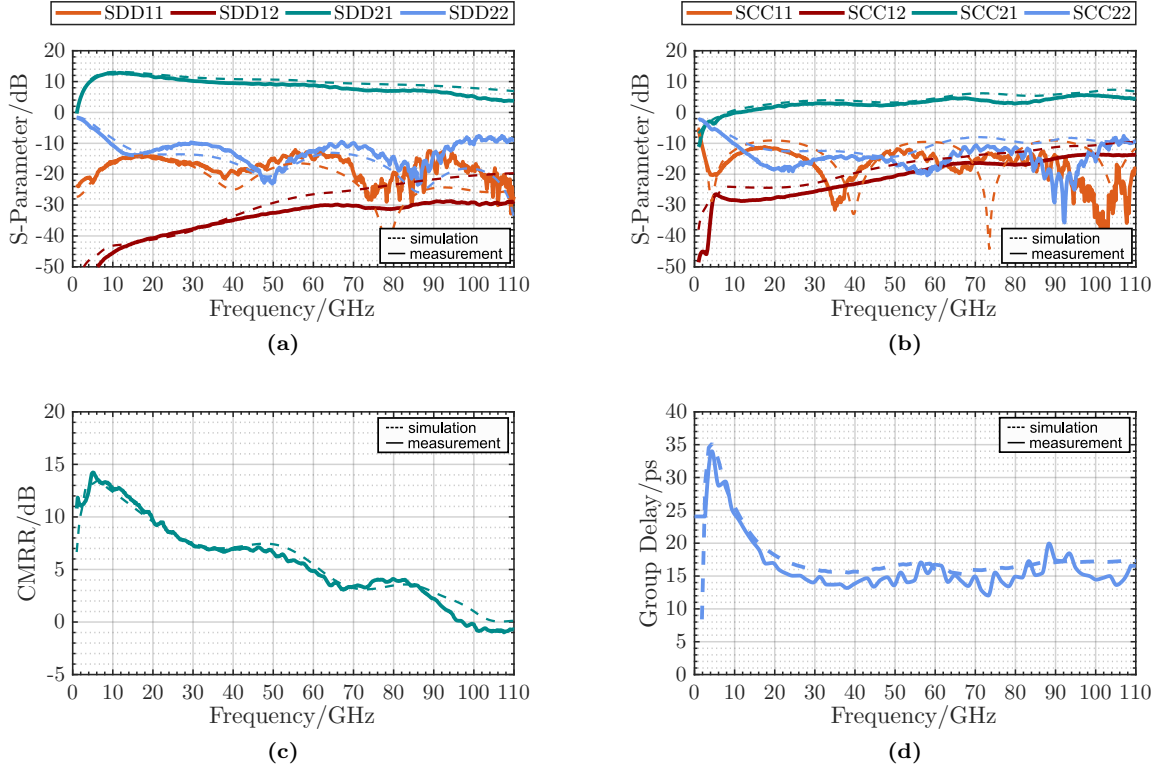 SDD11 SDD12 SDD21 SDD22
20
10
0
-10
-20
-30
-40
-50
S-Parameter/dB
simulation
measurement
0 10 20 30 40 50 60 70 80 90 100 110
Frequency/GHz
(a)
SCC11 SCC12 SCC21 SCC22
20
10
0
-10
-20
-30
-40
-50
S-Parameter/dB
simulation
measurement
0 10 20 30 40 50 60 70 80 90 100 110
Frequency/GHz
(b)
20
15
10
5
0
-5
CMRR/dB
simulation
measurement
0 10 20 30 40 50 60 70 80 90 100 110
Frequency/GHz
(c)
40
35
30
25
20
15
10
5
0
Group Delay/ps
simulation
measurement
0 10 20 30 40 50 60 70 80 90 100 110
Frequency/GHz
(d)